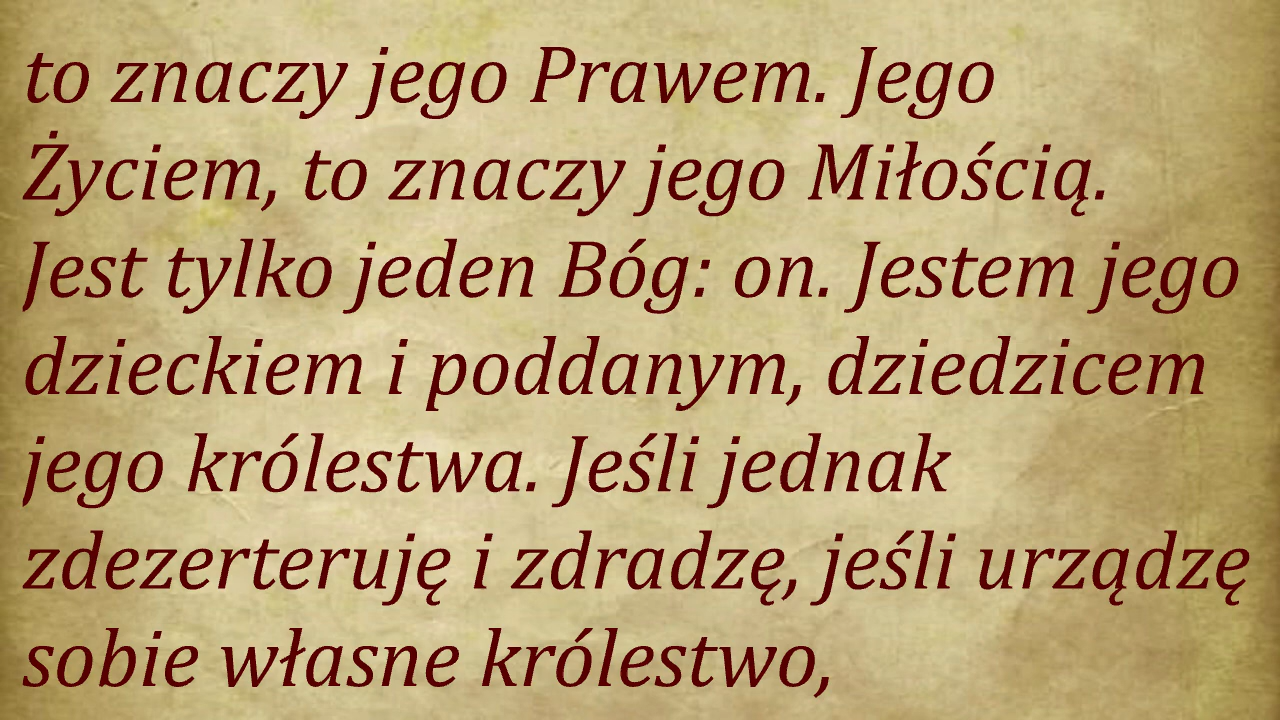 to znaczy jego Prawem. Jego
Życiem, to znaczy jego Miłością.
Jest tylko jeden Bóg: on. Jestem jego
dzieckiem i poddanym, dziedzicem
jego królestwa. Jeśli jednak
zdezerteruję i zdradzę, jeśli urządzę
sobie własne królestwo,